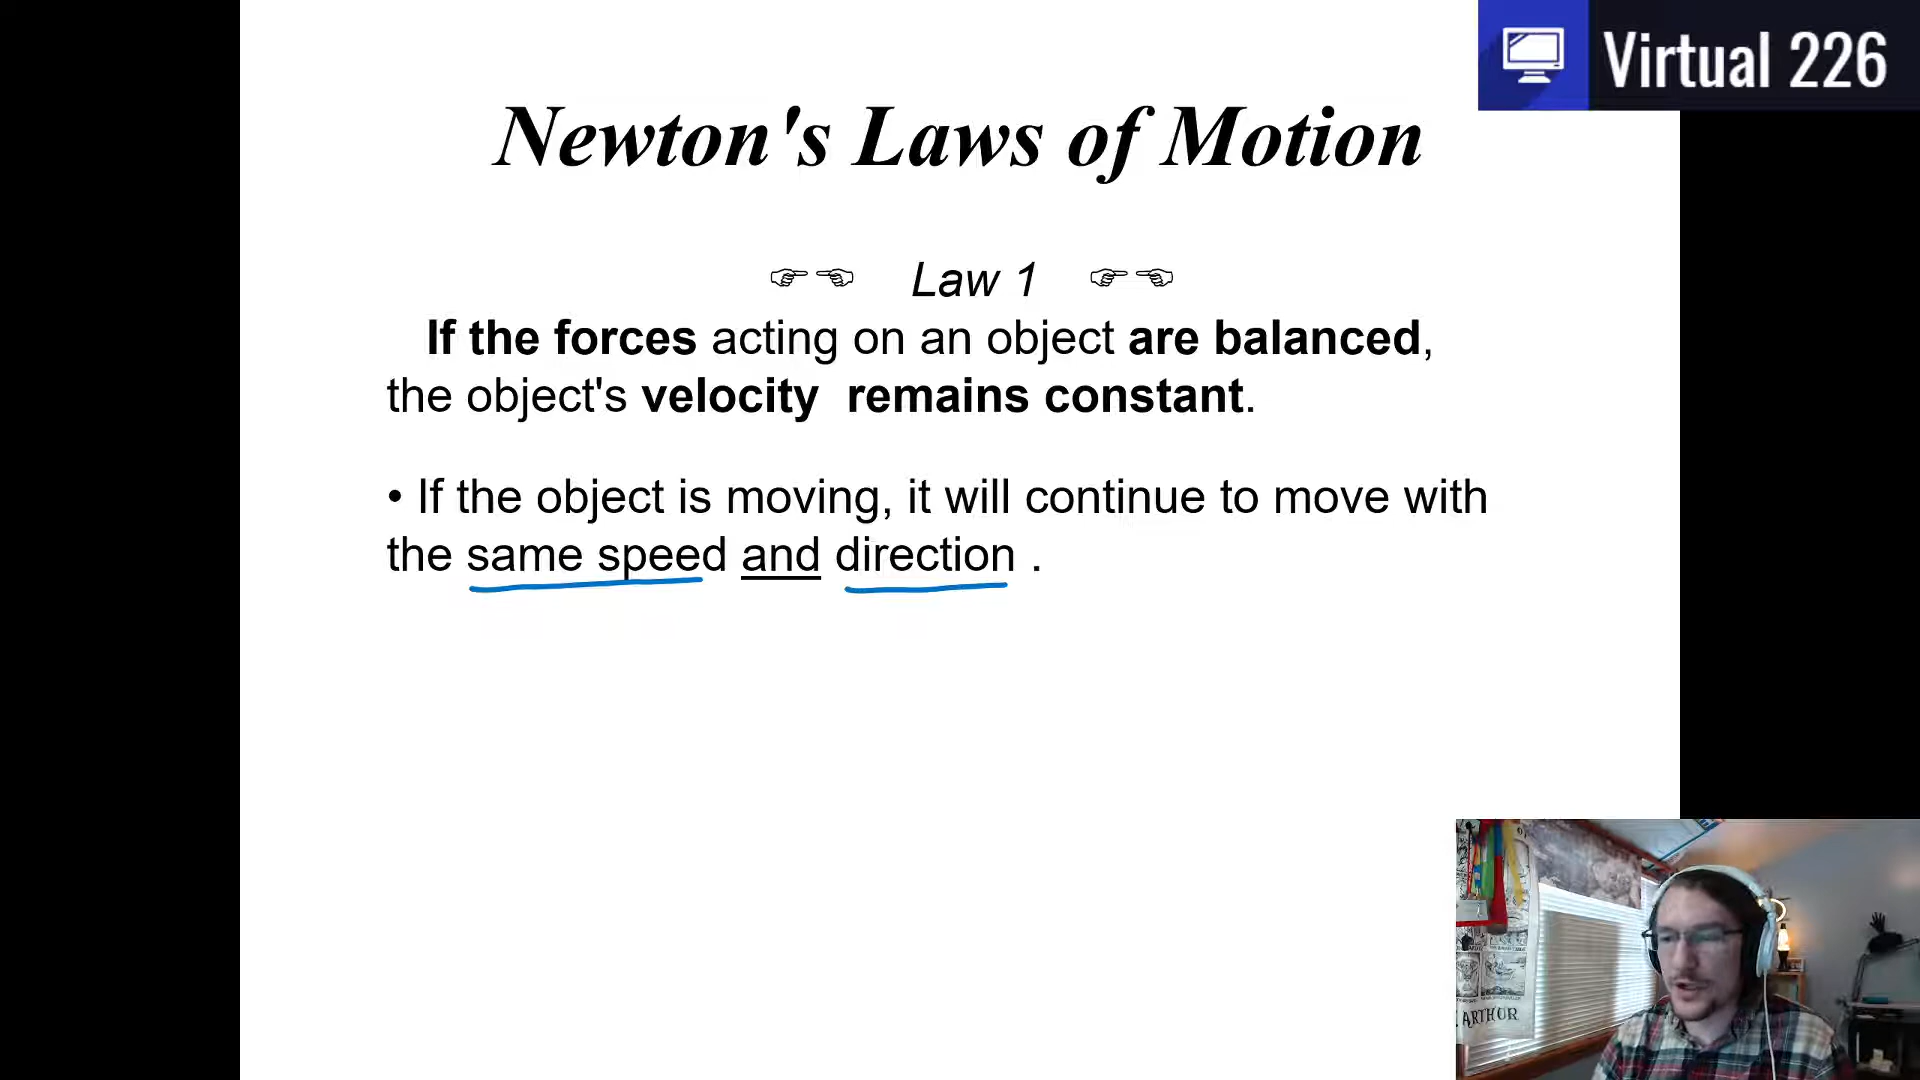 Virtual 226
Newton's Laws of Motion
Law 1
If the forces acting on an object are balanced,
the object's velocity remains constant.
• If the object is moving, it will continue to move with
the same speed and direction .
ARTHUR